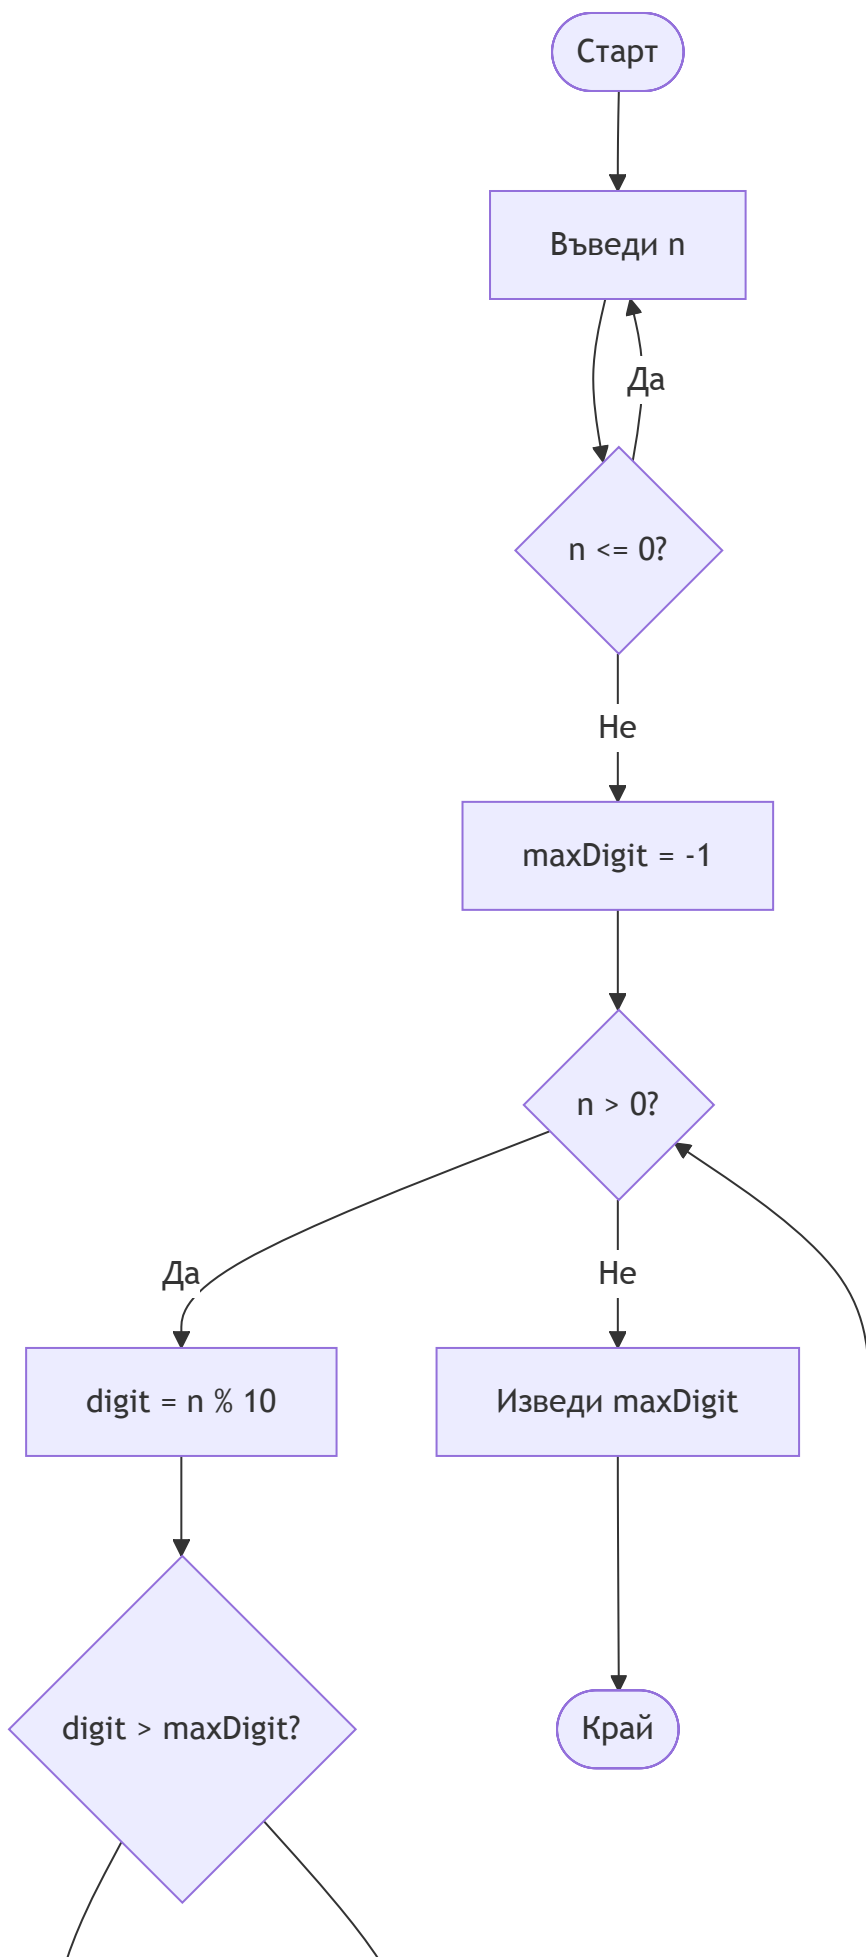 Старт
Въведи n
Да
n <= 0?
Не
maxDigit = -1
n > 0?
Да
Не
digit = n % 10
Изведи maxDigit
digit > maxDigit?
Край